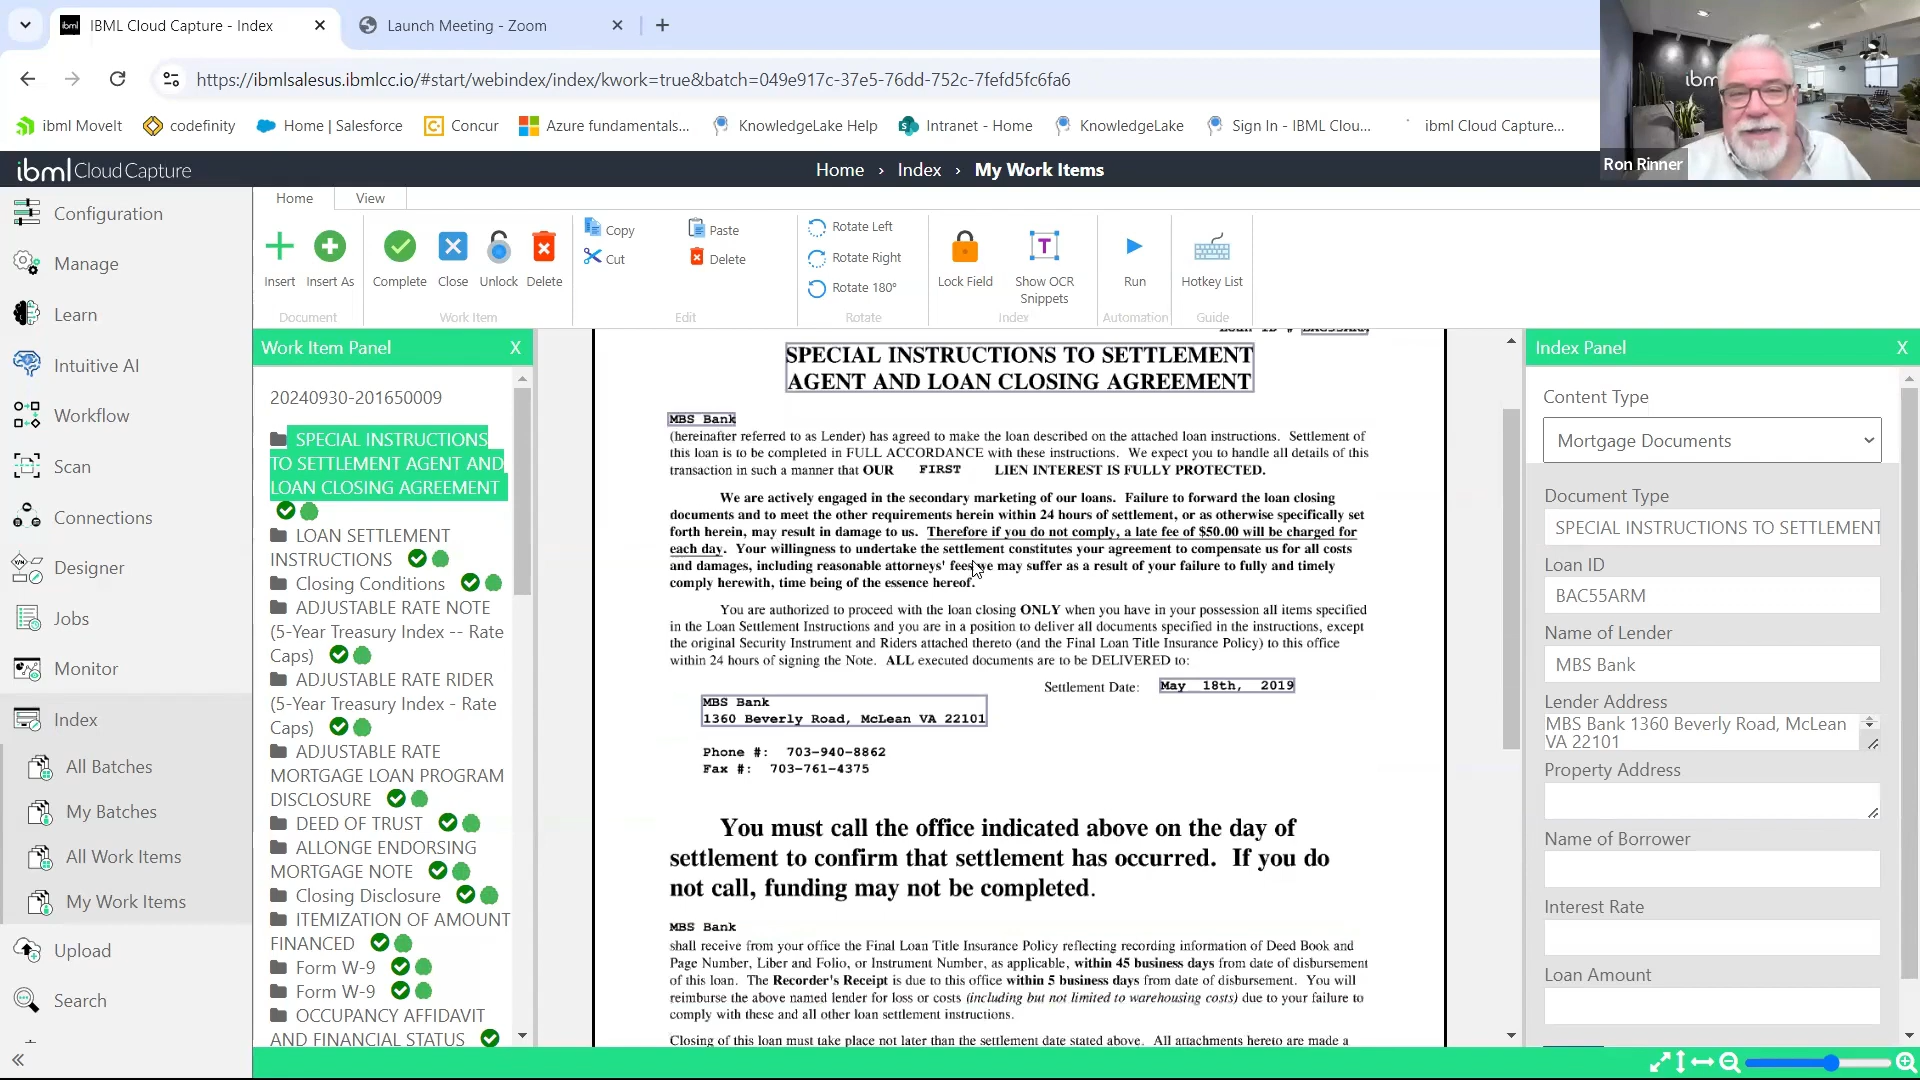 ibml IBML Cloud Capture - Index
Launch Meeting - Zoom
https://ibmlsalesus.ibmlcc.io/#start/webindex/index/kwork=true&batch=049e917c-37e5-76dd-752c-7fefd5fc6fa6
ibml MoveIt
codefinity
Home | Salesforce
Concur
Azure fundamentals...
KnowledgeLake Help
Intranet - Home
KnowledgeLake
Sign In - IBML Clou...
ibml Cloud Capture...
Ron Rinner
ibml Cloud Capture
Home › Index › My Work Items
Configuration
Manage
Learn
Intuitive AI
Workflow
Scan
Connections
Designer
Jobs
Monitor
Index
All Batches
My Batches
All Work Items
My Work Items
Upload
Search
Home
View
Insert
Insert As
Document
Complete
Close
Unlock
Delete
Work Item
Copy
Cut
Paste
Delete
Edit
Rotate Left
Rotate Right
Rotate 180°
Rotate
Lock Field
Show OCR
Snippets
Index
Run
Automation
Hotkey List
Guide
Work Item Panel X
20240930-201650009
SPECIAL INSTRUCTIONS
TO SETTLEMENT AGENT AND
LOAN CLOSING AGREEMENT
LOAN SETTLEMENT
INSTRUCTIONS
Closing Conditions
ADJUSTABLE RATE NOTE
(5-Year Treasury Index -- Rate
Caps)
ADJUSTABLE RATE RIDER
(5-Year Treasury Index - Rate
Caps)
ADJUSTABLE RATE
MORTGAGE LOAN PROGRAM
DISCLOSURE
DEED OF TRUST
ALLONGE ENDORSING
MORTGAGE NOTE
Closing Disclosure
ITEMIZATION OF AMOUNT
FINANCED
Form W-9
Form W-9
OCCUPANCY AFFIDAVIT
AND FINANCIAL STATUS
SPECIAL INSTRUCTIONS TO SETTLEMENT
AGENT AND LOAN CLOSING AGREEMENT
MBS Bank
(hereinafter referred to as Lender) has agreed to make the loan described on the attached loan instructions. Settlement of
this loan is to be completed in FULL ACCORDANCE with these instructions. We expect you to handle all details of this
transaction in such a manner that OUR FIRST LIEN INTEREST IS FULLY PROTECTED.
We are actively engaged in the secondary marketing of our loans. Failure to forward the loan closing
documents and to meet the other requirements herein within 24 hours of settlement, or as otherwise specifically set
forth herein, may result in damage to us. Therefore if you do not comply, a late fee of $50.00 will be charged for
each day. Your willingness to undertake the settlement constitutes your agreement to compensate us for all costs
and damages, including reasonable attorneys' fees we may suffer as a result of your failure to fully and timely
comply herewith, time being of the essence hereof.
You are authorized to proceed with the loan closing ONLY when you have in your possession all items specified
in the Loan Settlement Instructions and you are in a position to deliver all documents specified in the instructions, except
the original Security Instrument and Riders attached thereto (and the Final Loan Title Insurance Policy) to this office
within 24 hours of signing the Note. ALL executed documents are to be DELIVERED to:
Settlement Date: May 18th, 2019
MBS Bank
1360 Beverly Road, McLean VA 22101
Phone #: 703-940-8862
Fax #: 703-761-4375
You must call the office indicated above on the day of
settlement to confirm that settlement has occurred. If you do
not call, funding may not be completed.
MBS Bank
shall receive from your office the Final Loan Title Insurance Policy reflecting recording information of Deed Book and
Page Number, Liber and Folio, or Instrument Number, as applicable, within 45 business days from date of disbursement
of this loan. The Recorder's Receipt is due to this office within 5 business days from date of disbursement. You will
reimburse the above named lender for loss or costs (including but not limited to warehousing costs) due to your failure to
comply with these and all other loan settlement instructions.
Closing of this loan must take place not later than the settlement date stated above. All attachments hereto are made a
Index Panel X
Content Type
Mortgage Documents
Document Type
SPECIAL INSTRUCTIONS TO SETTLEMENT
Loan ID
BAC55ARM
Name of Lender
MBS Bank
Lender Address
MBS Bank 1360 Beverly Road, McLean
VA 22101
Property Address
Name of Borrower
Interest Rate
Loan Amount